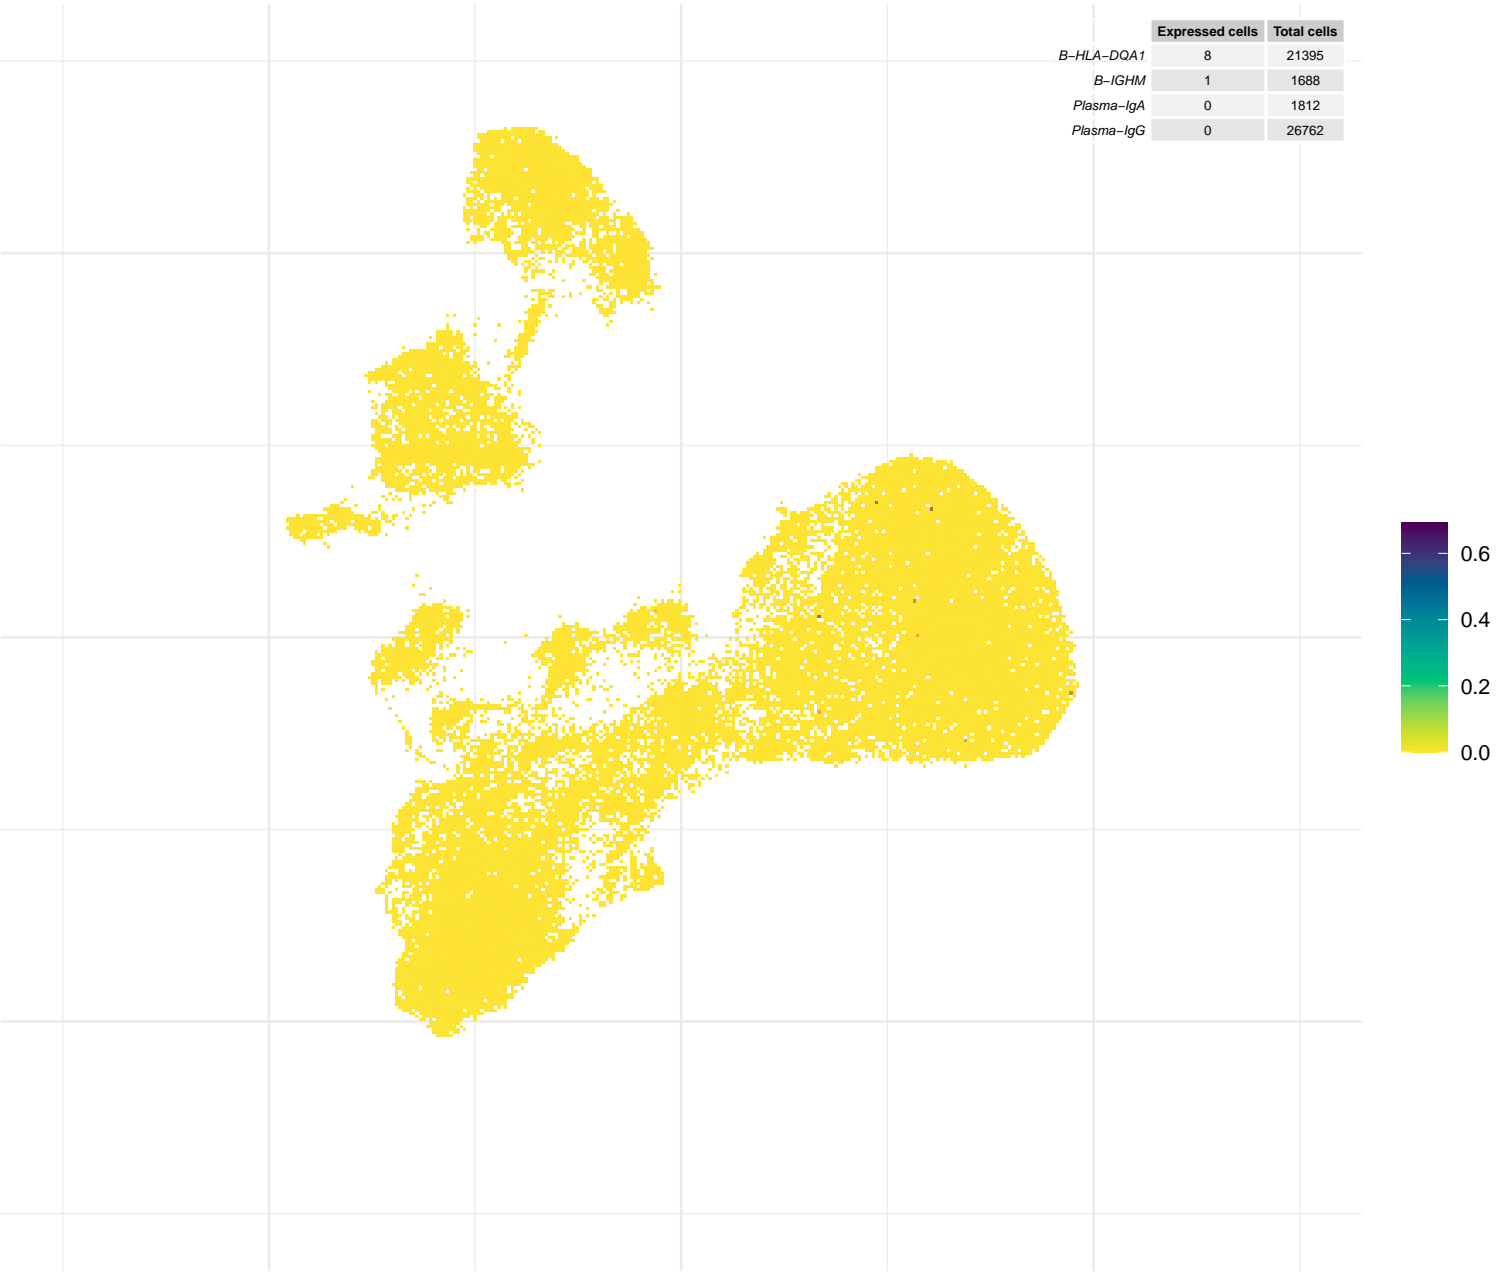 Expressed cells Total cells
B−HLA−DQA1 8 21395
B−IGHM 1 1688
Plasma−IgA 0 1812
Plasma−IgG 0 26762
0.6
0.4
0.2
0.0